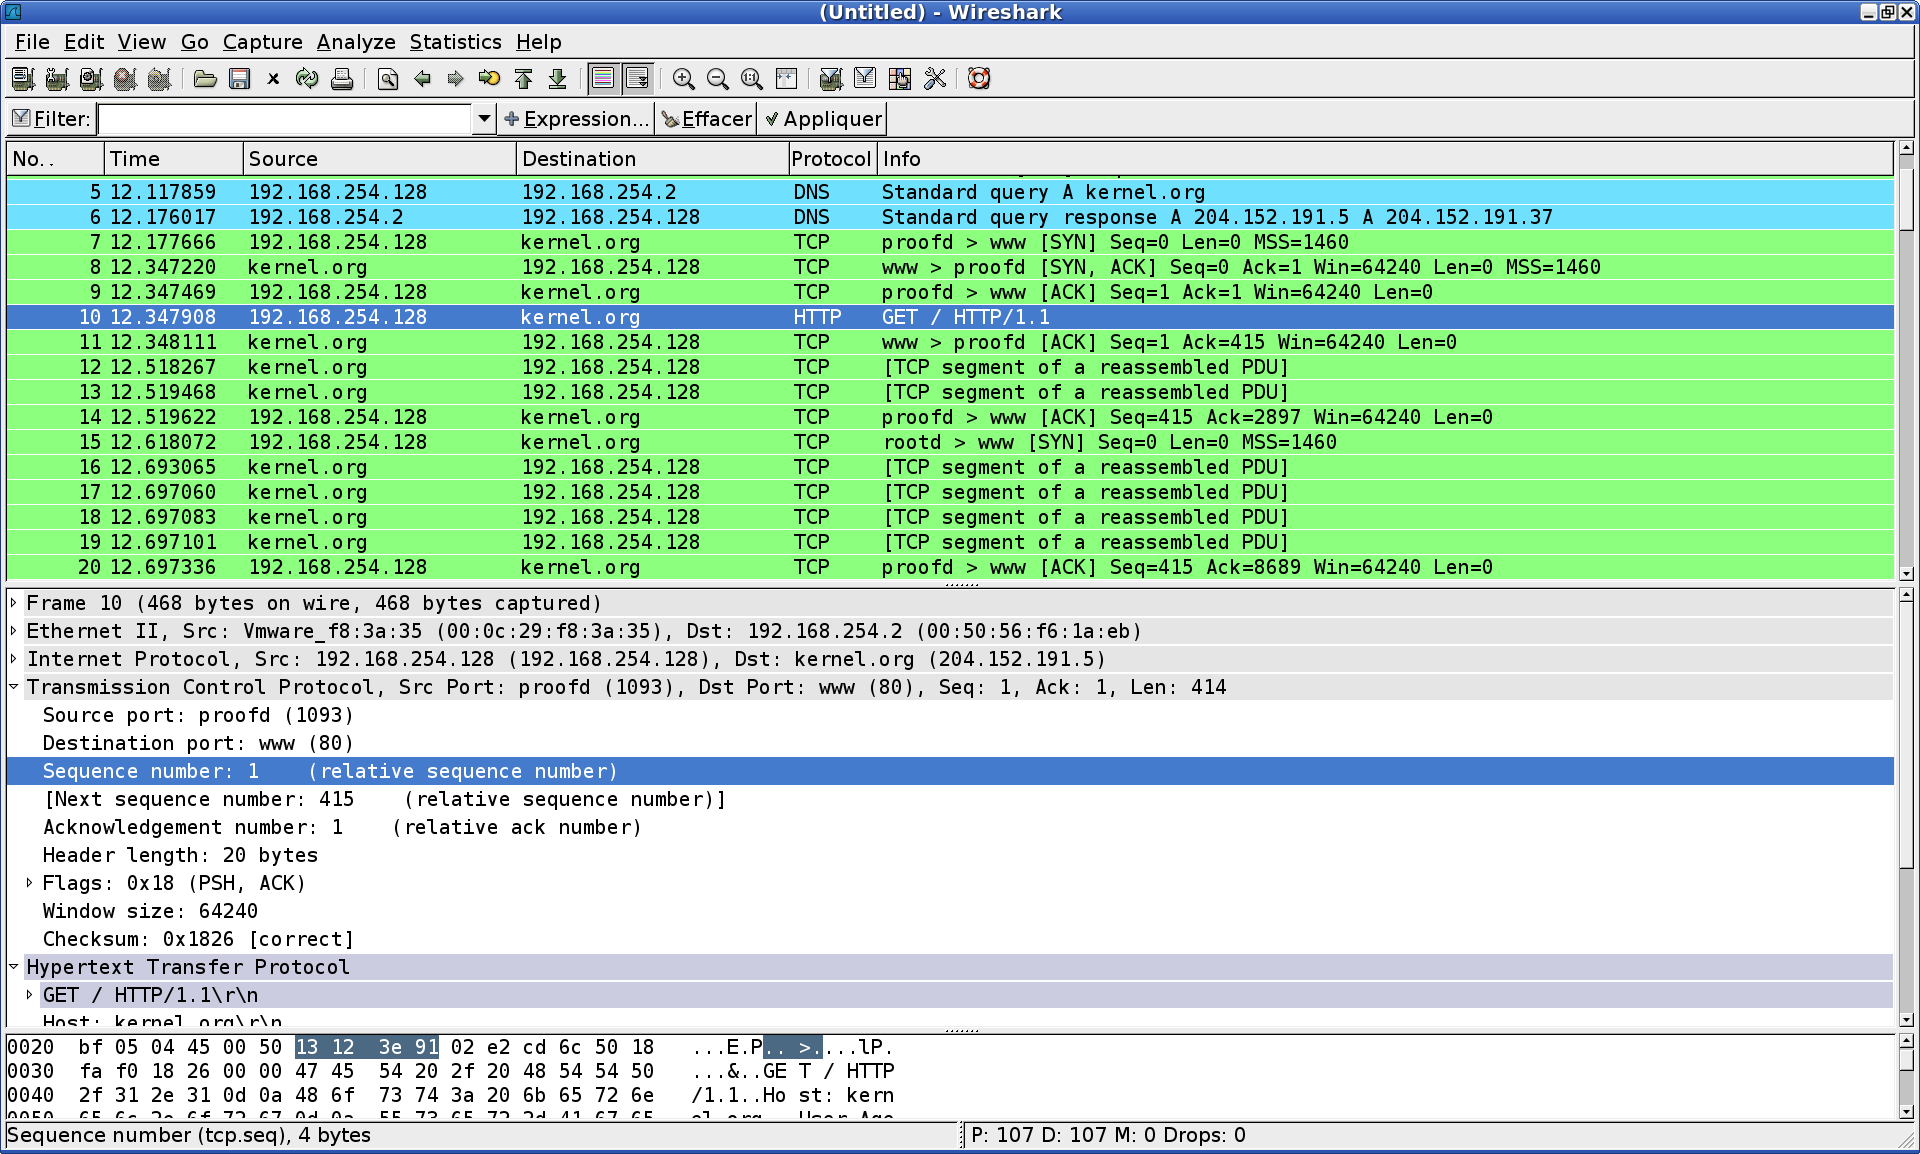 (Untitled) - Wireshark
File Edit View Go Capture Analyze Statistics Help
Filter: Expression... Effacer Appliquer
No. . Time Source Destination Protocol Info
5 12.117859 192.168.254.128 192.168.254.2 DNS Standard query A kernel.org
6 12.176017 192.168.254.2 192.168.254.128 DNS Standard query response A 204.152.191.5 A 204.152.191.37
7 12.177666 192.168.254.128 kernel.org TCP proofd > www [SYN] Seq=0 Len=0 MSS=1460
8 12.347220 kernel.org 192.168.254.128 TCP www > proofd [SYN, ACK] Seq=0 Ack=1 Win=64240 Len=0 MSS=1460
9 12.347469 192.168.254.128 kernel.org TCP proofd > www [ACK] Seq=1 Ack=1 Win=64240 Len=0
10 12.347908 192.168.254.128 kernel.org HTTP GET / HTTP/1.1
11 12.348111 kernel.org 192.168.254.128 TCP www > proofd [ACK] Seq=1 Ack=415 Win=64240 Len=0
12 12.518267 kernel.org 192.168.254.128 TCP [TCP segment of a reassembled PDU]
13 12.519468 kernel.org 192.168.254.128 TCP [TCP segment of a reassembled PDU]
14 12.519622 192.168.254.128 kernel.org TCP proofd > www [ACK] Seq=415 Ack=2897 Win=64240 Len=0
15 12.618072 192.168.254.128 kernel.org TCP rootd > www [SYN] Seq=0 Len=0 MSS=1460
16 12.693065 kernel.org 192.168.254.128 TCP [TCP segment of a reassembled PDU]
17 12.697060 kernel.org 192.168.254.128 TCP [TCP segment of a reassembled PDU]
18 12.697083 kernel.org 192.168.254.128 TCP [TCP segment of a reassembled PDU]
19 12.697101 kernel.org 192.168.254.128 TCP [TCP segment of a reassembled PDU]
20 12.697336 192.168.254.128 kernel.org TCP proofd > www [ACK] Seq=415 Ack=8689 Win=64240 Len=0
Frame 10 (468 bytes on wire, 468 bytes captured)
Ethernet II, Src: Vmware_f8:3a:35 (00:0c:29:f8:3a:35), Dst: 192.168.254.2 (00:50:56:f6:1a:eb)
Internet Protocol, Src: 192.168.254.128 (192.168.254.128), Dst: kernel.org (204.152.191.5)
Transmission Control Protocol, Src Port: proofd (1093), Dst Port: www (80), Seq: 1, Ack: 1, Len: 414
Source port: proofd (1093)
Destination port: www (80)
Sequence number: 1 (relative sequence number)
[Next sequence number: 415 (relative sequence number)]
Acknowledgement number: 1 (relative ack number)
Header length: 20 bytes
Flags: 0x18 (PSH, ACK)
Window size: 64240
Checksum: 0x1826 [correct]
Hypertext Transfer Protocol
GET / HTTP/1.1\r\n
Host: kernel.org\r\n
0020 bf 05 04 45 00 50 13 12 3e 91 02 e2 cd 6c 50 18 ...E.P.. >....lP.
0030 fa f0 18 26 00 00 47 45 54 20 2f 20 48 54 54 50 ...&..GE T / HTTP
0040 2f 31 2e 31 0d 0a 48 6f 73 74 3a 20 6b 65 72 6e /1.1..Ho st: kern
0050 65 6c 2e 6f 72 67 0d 0a 55 73 65 72 2d 41 67 65 el.org.. User-Age
Sequence number (tcp.seq), 4 bytes P: 107 D: 107 M: 0 Drops: 0